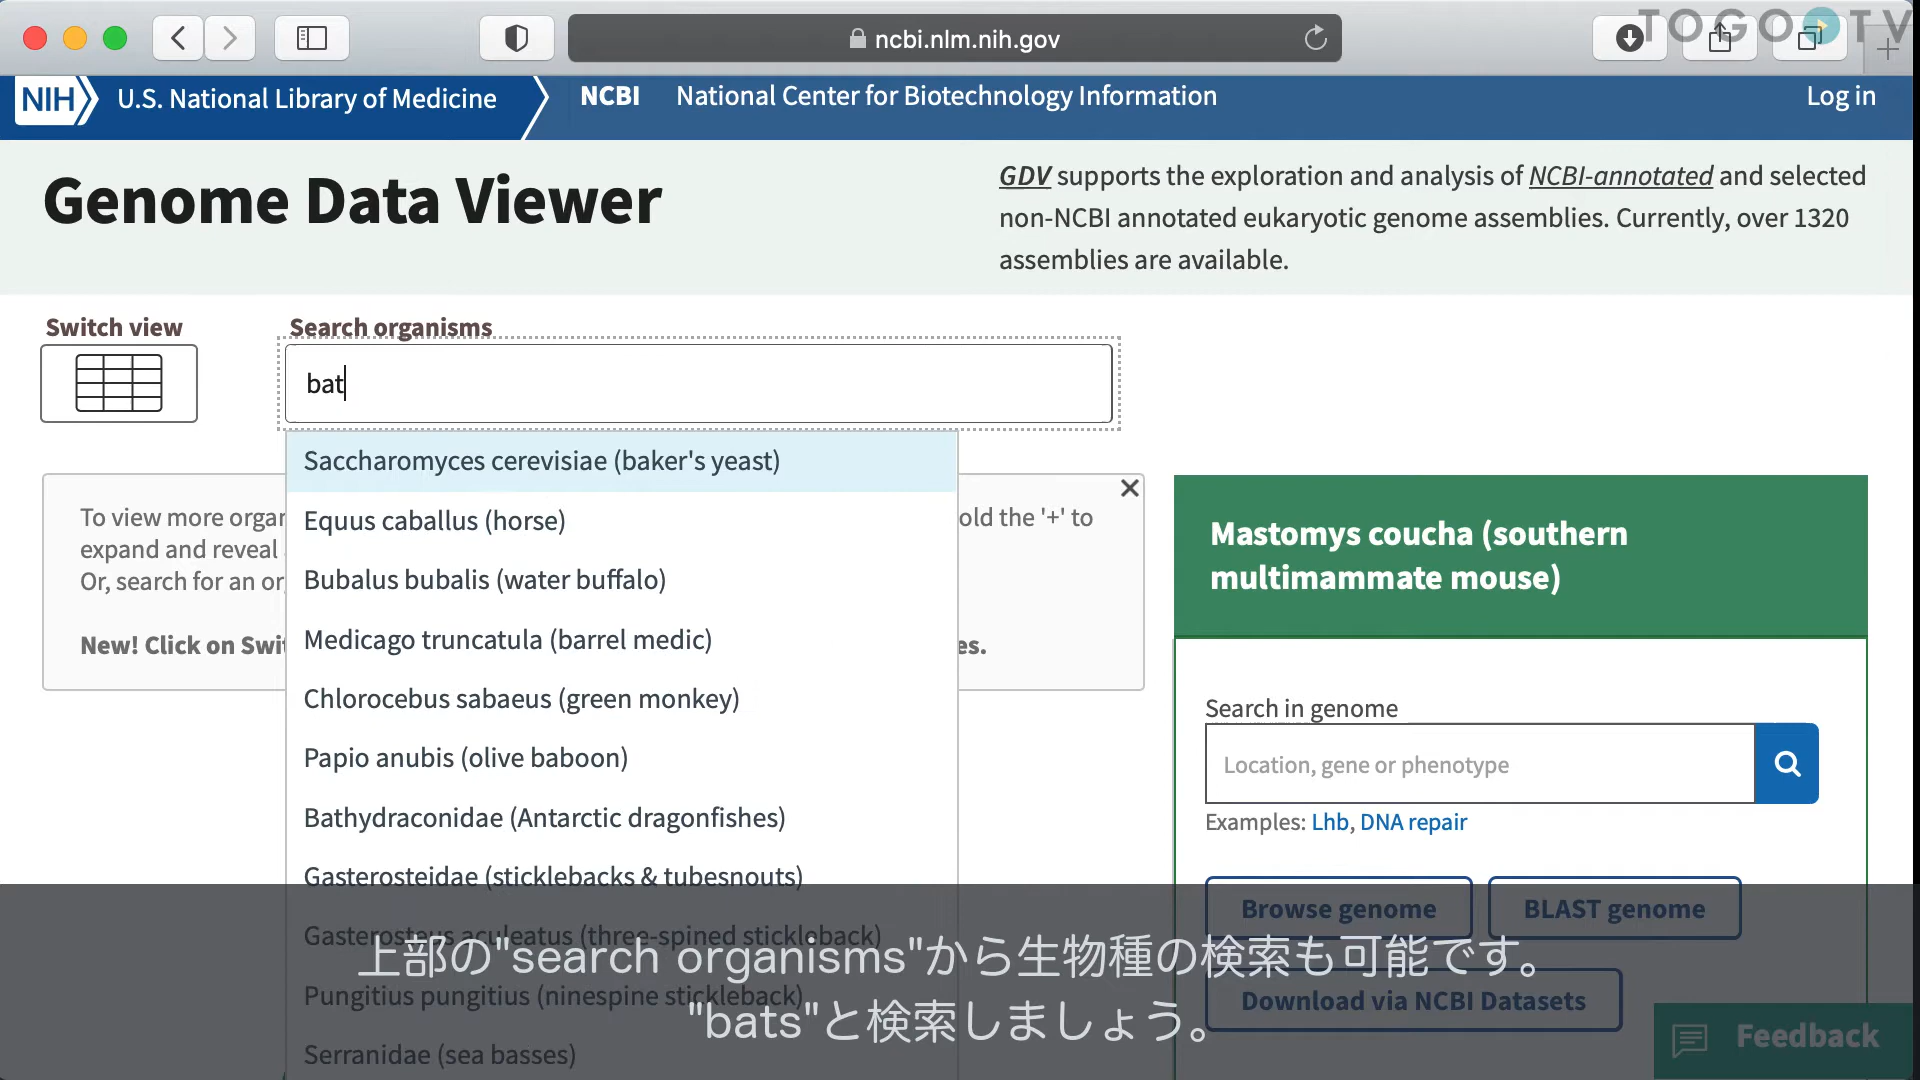 TOGO TV
ncbi.nlm.nih.gov
NIH U.S. National Library of Medicine NCBI National Center for Biotechnology Information Log in
Genome Data Viewer
GDV supports the exploration and analysis of NCBI-annotated and selected
non-NCBI annotated eukaryotic genome assemblies. Currently, over 1320
assemblies are available.
Switch view
Search organisms
bat
Saccharomyces cerevisiae (baker's yeast)
Equus caballus (horse)
Bubalus bubalis (water buffalo)
Medicago truncatula (barrel medic)
Chlorocebus sabaeus (green monkey)
Papio anubis (olive baboon)
Bathydraconidae (Antarctic dragonfishes)
Gasterosteidae (sticklebacks & tubesnouts)
Gasterosteus aculeatus (three-spined stickleback)
Pungitius pungitius (ninespine stickleback)
Serranidae (sea basses)
To view more orga old the '+' to
expand and reveal
Or, search for an or
New! Click on Swi es.
Mastomys coucha (southern
multimammate mouse)
Search in genome
Location, gene or phenotype
Examples: Lhb, DNA repair
Browse genome
BLAST genome
Download via NCBI Datasets
Feedback
上部の"search organisms"から生物種の検索も可能です。
"bats"と検索しましょう。